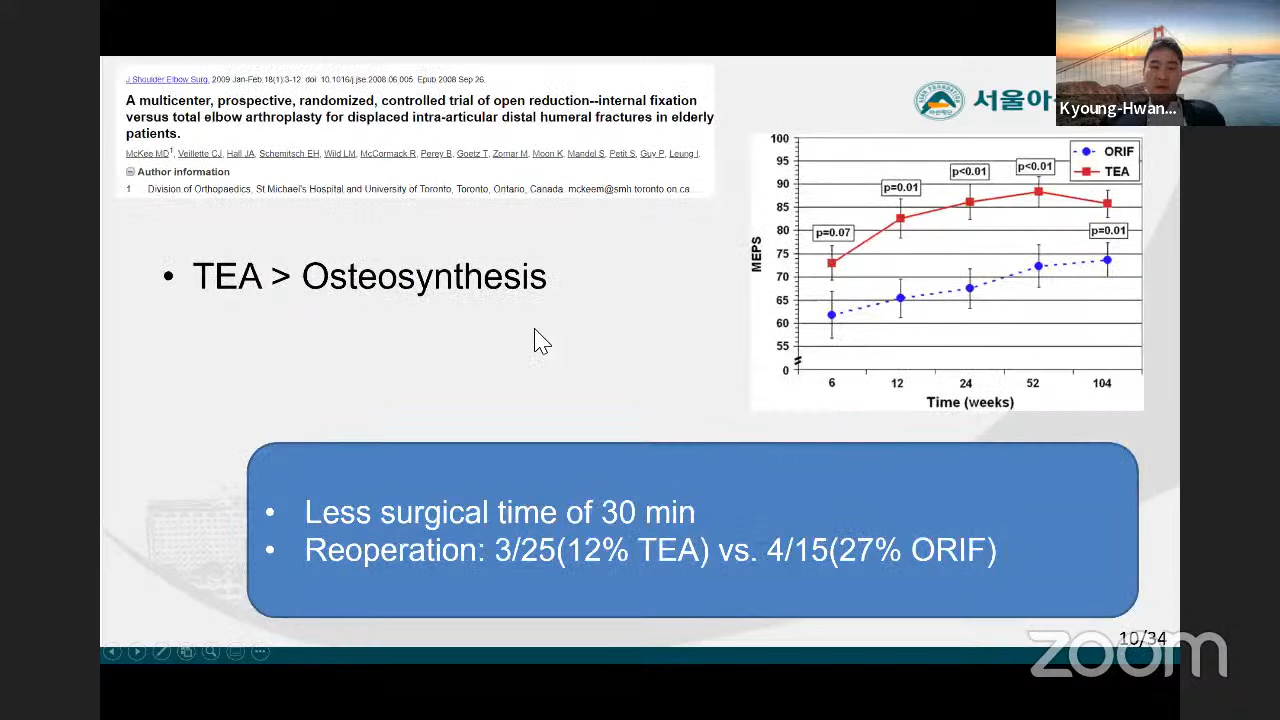 J Shoulder Elbow Surg. 2009 Jan-Feb;18(1):3-12. doi: 10.1016/j.jse.2008.06.005. Epub 2008 Sep 26.
A multicenter, prospective, randomized, controlled trial of open reduction--internal fixation
versus total elbow arthroplasty for displaced intra-articular distal humeral fractures in elderly
patients.
McKee MD1, Veillette CJ, Hall JA, Schemitsch EH, Wild LM, McCormack R, Perey B, Goetz T, Zomar M, Moon K, Mandel S, Petit S, Guy P, Leung I.
Author information
1 Division of Orthopaedics, St Michael's Hospital and University of Toronto, Toronto, Ontario, Canada. mckeem@smh.toronto.on.ca
서울아
Kyoung-Hwan...
• TEA > Osteosynthesis
100
95
90
85
80
75
70
65
60
55
0
MEPS
ORIF
TEA
p=0.07
p=0.01
p<0.01
p<0.01
p=0.01
6 12 24 52 104
Time (weeks)
• Less surgical time of 30 min
• Reoperation: 3/25(12% TEA) vs. 4/15(27% ORIF)
10/34
zoom